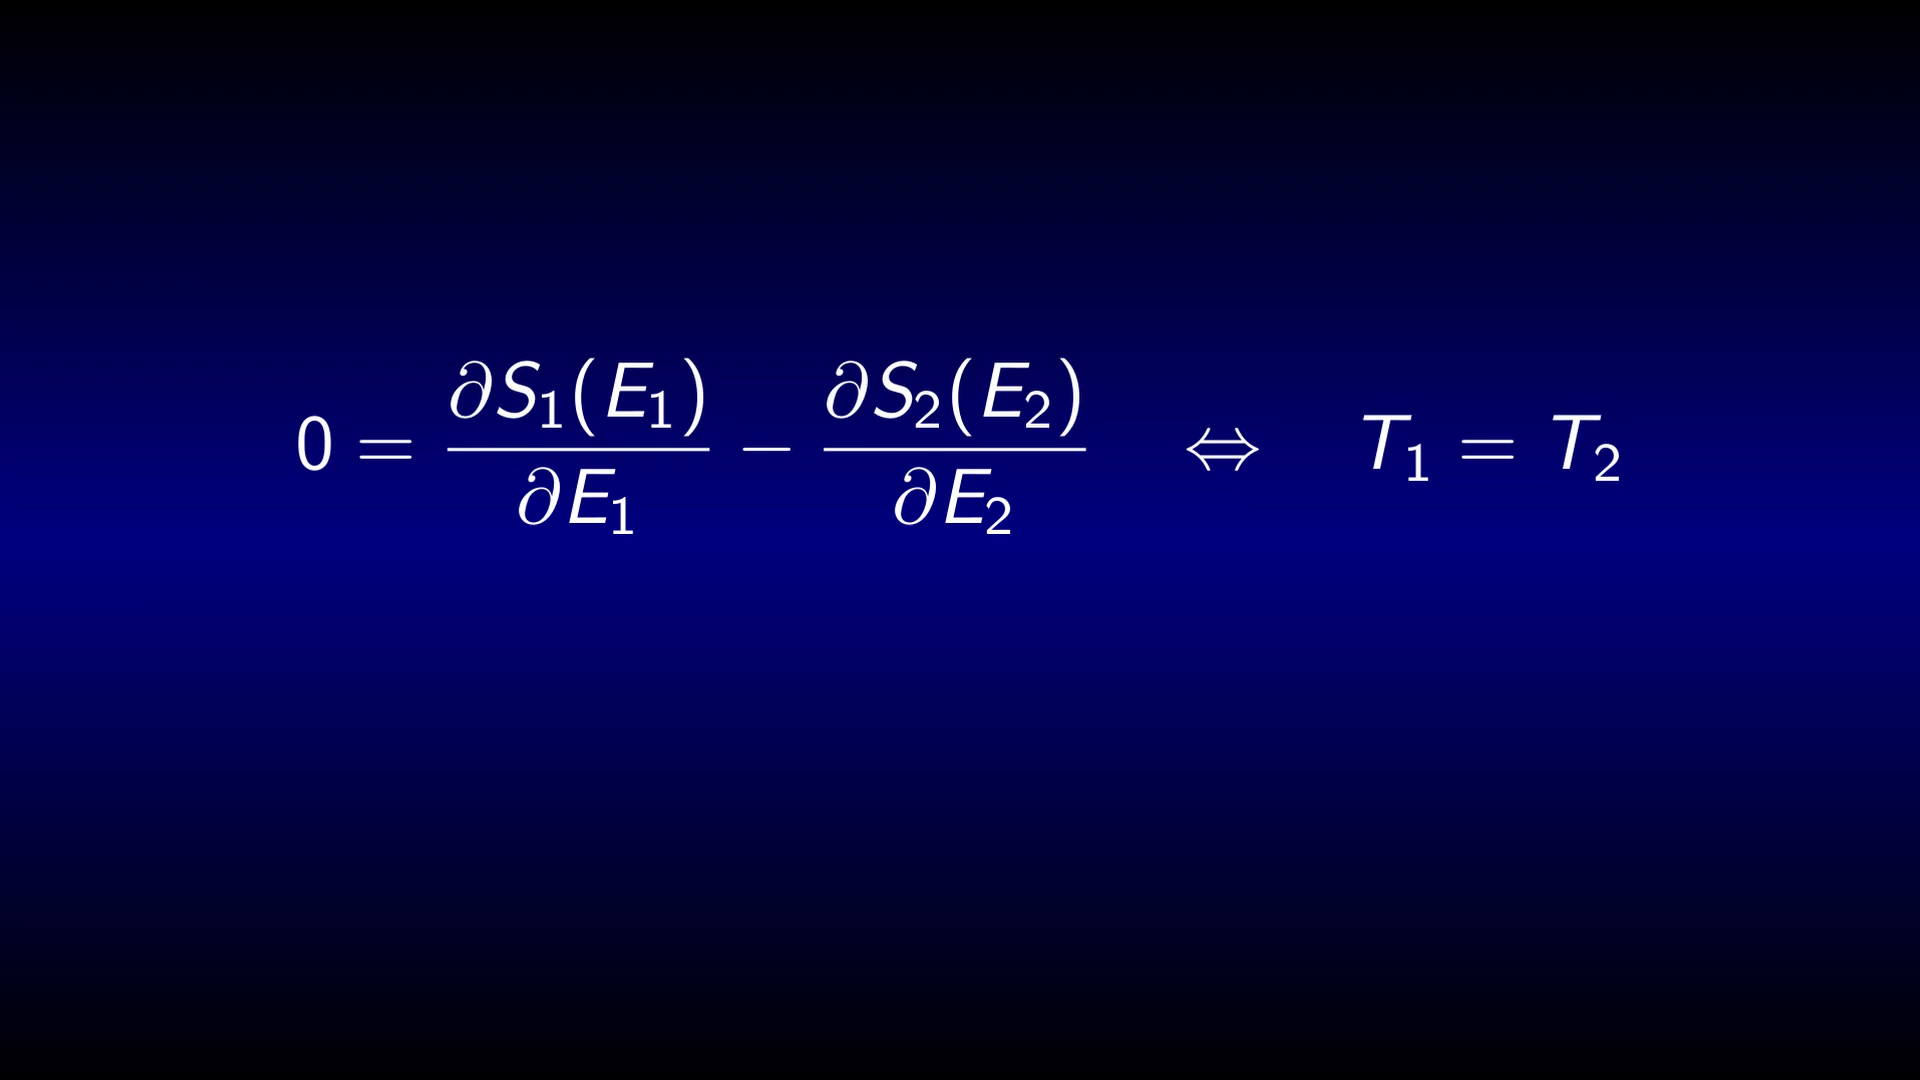 0 = ∂S₁(E₁)/∂E₁ − ∂S₂(E₂)/∂E₂ ⇔ T₁ = T₂